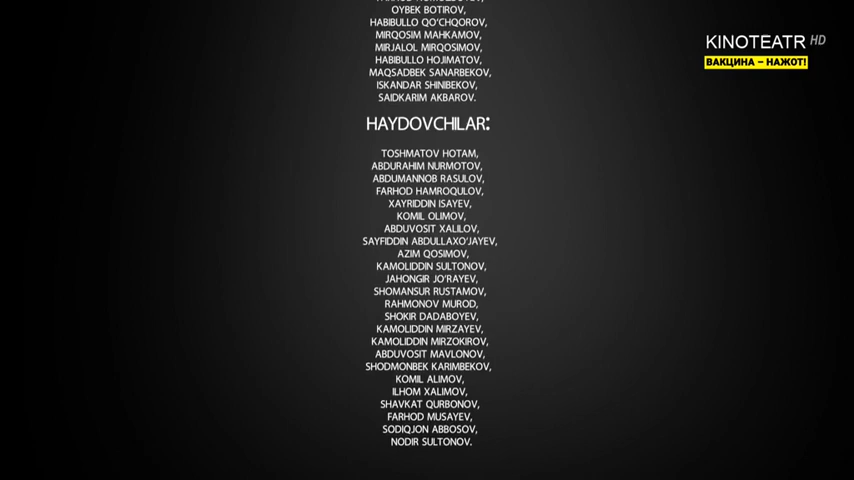 OYBEK BOTIROV,
HABIBULLO QO'CHQOROV,
MIRQOSIM MAHKAMOV,
MIRJALOL MIRQOSIMOV,
HABIBULLO HOJIMATOV,
MAQSADBEK SANARBEKOV,
ISKANDAR SHINIBEKOV,
SAIDKARIM AKBAROV.
KINOTEATR HD
ВАКЦИНА – НАЖОТ!
HAYDOVCHILAR:
TOSHMATOV HOTAM,
ABDURAHIM NURMOTOV,
ABDUMANNOB RASULOV,
FARHOD HAMROQULOV,
XAYRIDDIN ISAYEV,
KOMIL OLIMOV,
ABDUVOSIT XALILOV,
SAYFIDDIN ABDULLAXO'JAYEV,
AZIM QOSIMOV,
KAMOLIDDIN SULTONOV,
JAHONGIR JO'RAYEV,
SHOMANSUR RUSTAMOV,
RAHMONOV MUROD,
SHOKIR DADABOYEV,
KAMOLIDDIN MIRZAYEV,
KAMOLIDDIN MIRZOKIROV,
ABDUVOSIT MAVLONOV,
SHODMONBEK KARIMBEKOV,
KOMIL ALIMOV,
ILHOM XALIMOV,
SHAVKAT QURBONOV,
FARHOD MUSAYEV,
SODIQJON ABBOSOV,
NODIR SULTONOV.